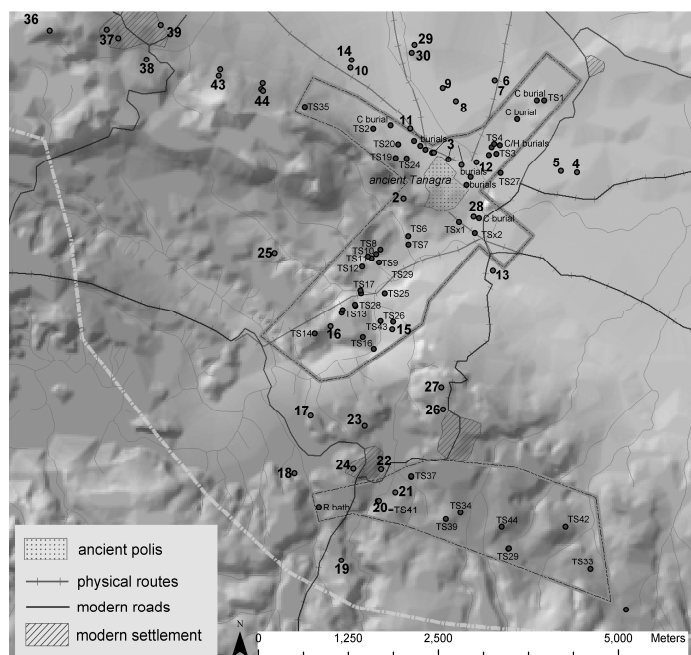 36
37
39
38
43
44
14
10
29
30
9
8
6
7
TS35
C burial
TS1
C burial
C burial
TS2
11
burials
3
TS4
C/H burials
TS3
TS20
TS19
TS24
12
burials
burials
TS27
5
4
ancient Tanagra
2
28
C burial
TSx1
TSx2
TS6
TS7
TS8
TS10
TS11
TS9
TS12
TS29
25
13
TS17
TS25
TS28
TS13
TS26
TS43
15
TS14
16
TS16
27
26
17
23
18
24
22
TS37
21
20
TS41
R bath
TS34
TS39
TS44
TS42
TS29
TS33
19
ancient polis
physical routes
modern roads
modern settlement
N
0 1,250 2,500 5,000 Meters